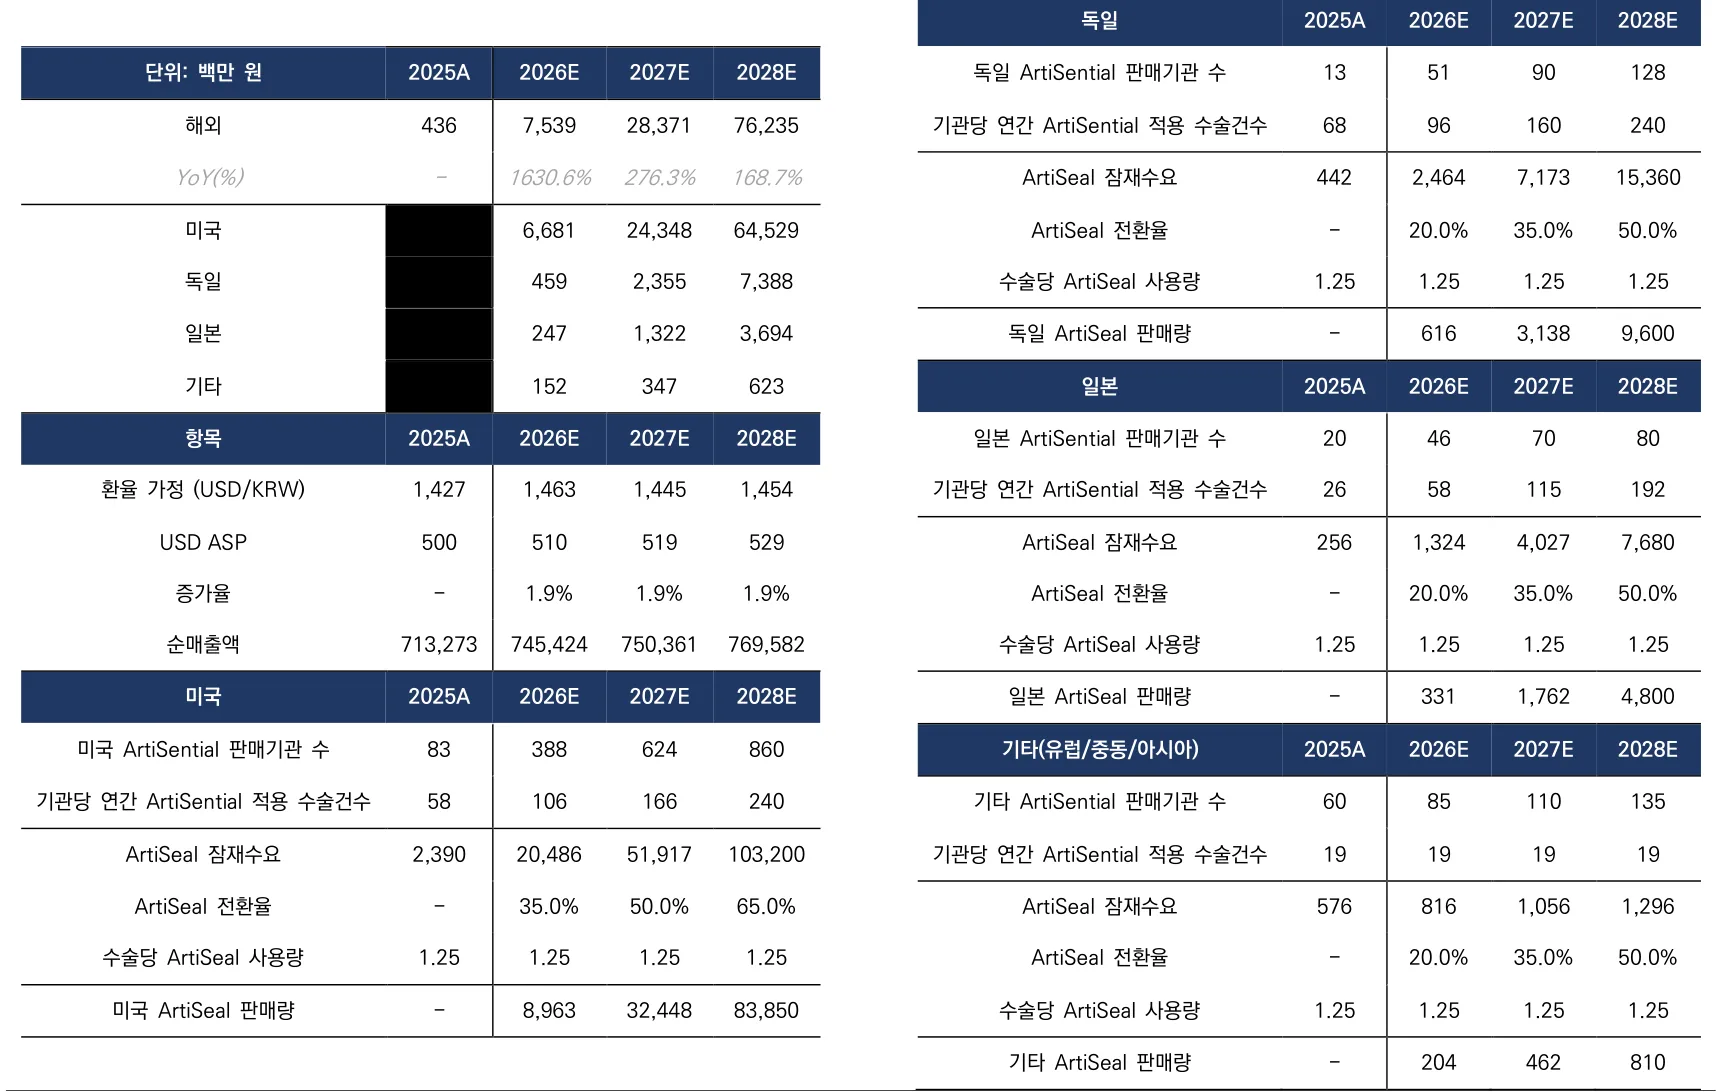 단위: 백만 원 2025A 2026E 2027E 2028E
해외 436 7,539 28,371 76,235
YoY(%) - 1630.6% 276.3% 168.7%
미국 6,681 24,348 64,529
독일 459 2,355 7,388
일본 247 1,322 3,694
기타 152 347 623
항목 2025A 2026E 2027E 2028E
환율 가정 (USD/KRW) 1,427 1,463 1,445 1,454
USD ASP 500 510 519 529
증가율 - 1.9% 1.9% 1.9%
순매출액 713,273 745,424 750,361 769,582
미국 2025A 2026E 2027E 2028E
미국 ArtiSential 판매기관 수 83 388 624 860
기관당 연간 ArtiSential 적용 수술건수 58 106 166 240
ArtiSeal 잠재수요 2,390 20,486 51,917 103,200
ArtiSeal 전환율 - 35.0% 50.0% 65.0%
수술당 ArtiSeal 사용량 1.25 1.25 1.25 1.25
미국 ArtiSeal 판매량 - 8,963 32,448 83,850
독일 2025A 2026E 2027E 2028E
독일 ArtiSential 판매기관 수 13 51 90 128
기관당 연간 ArtiSential 적용 수술건수 68 96 160 240
ArtiSeal 잠재수요 442 2,464 7,173 15,360
ArtiSeal 전환율 - 20.0% 35.0% 50.0%
수술당 ArtiSeal 사용량 1.25 1.25 1.25 1.25
독일 ArtiSeal 판매량 - 616 3,138 9,600
일본 2025A 2026E 2027E 2028E
일본 ArtiSential 판매기관 수 20 46 70 80
기관당 연간 ArtiSential 적용 수술건수 26 58 115 192
ArtiSeal 잠재수요 256 1,324 4,027 7,680
ArtiSeal 전환율 - 20.0% 35.0% 50.0%
수술당 ArtiSeal 사용량 1.25 1.25 1.25 1.25
일본 ArtiSeal 판매량 - 331 1,762 4,800
기타(유럽/중동/아시아) 2025A 2026E 2027E 2028E
기타 ArtiSential 판매기관 수 60 85 110 135
기관당 연간 ArtiSential 적용 수술건수 19 19 19 19
ArtiSeal 잠재수요 576 816 1,056 1,296
ArtiSeal 전환율 - 20.0% 35.0% 50.0%
수술당 ArtiSeal 사용량 1.25 1.25 1.25 1.25
기타 ArtiSeal 판매량 - 204 462 810